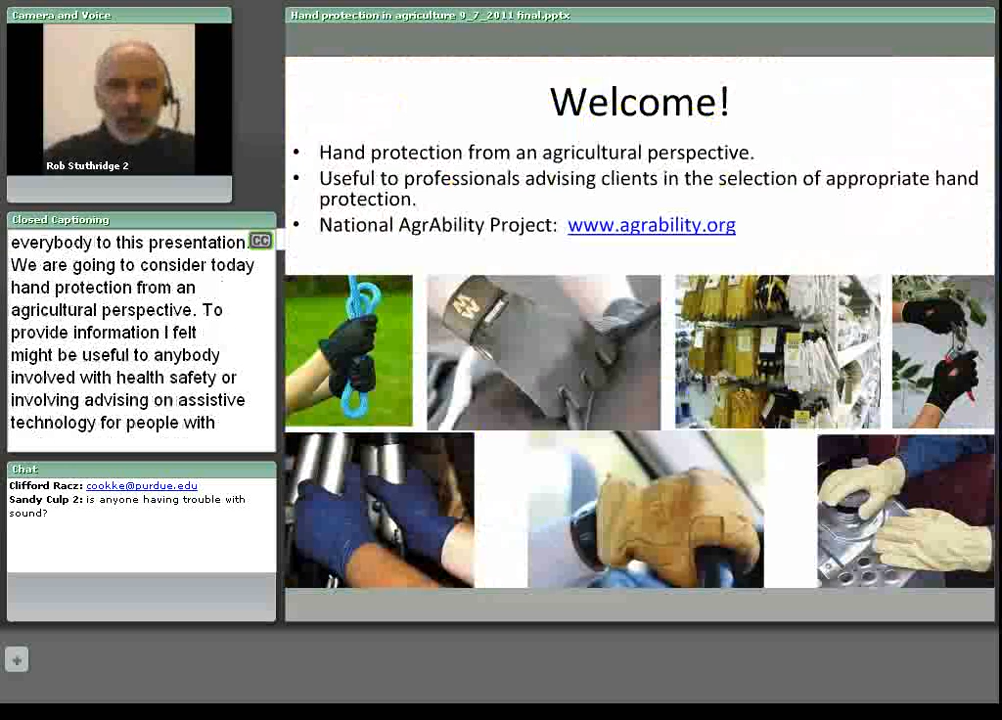 Camera and Voice
Rob Stuthridge 2
Closed Captioning
everybody to this presentation.
CC
We are going to consider today
hand protection from an
agricultural perspective. To
provide information I felt
might be useful to anybody
involved with health safety or
involving advising on assistive
technology for people with
Chat
Clifford Racz: cookke@purdue.edu
Sandy Culp 2: is anyone having trouble with
sound?
Hand protection in agriculture 9_7_2011 final.pptx
Welcome!
• Hand protection from an agricultural perspective.
• Useful to professionals advising clients in the selection of appropriate hand
protection.
• National AgrAbility Project: www.agrability.org